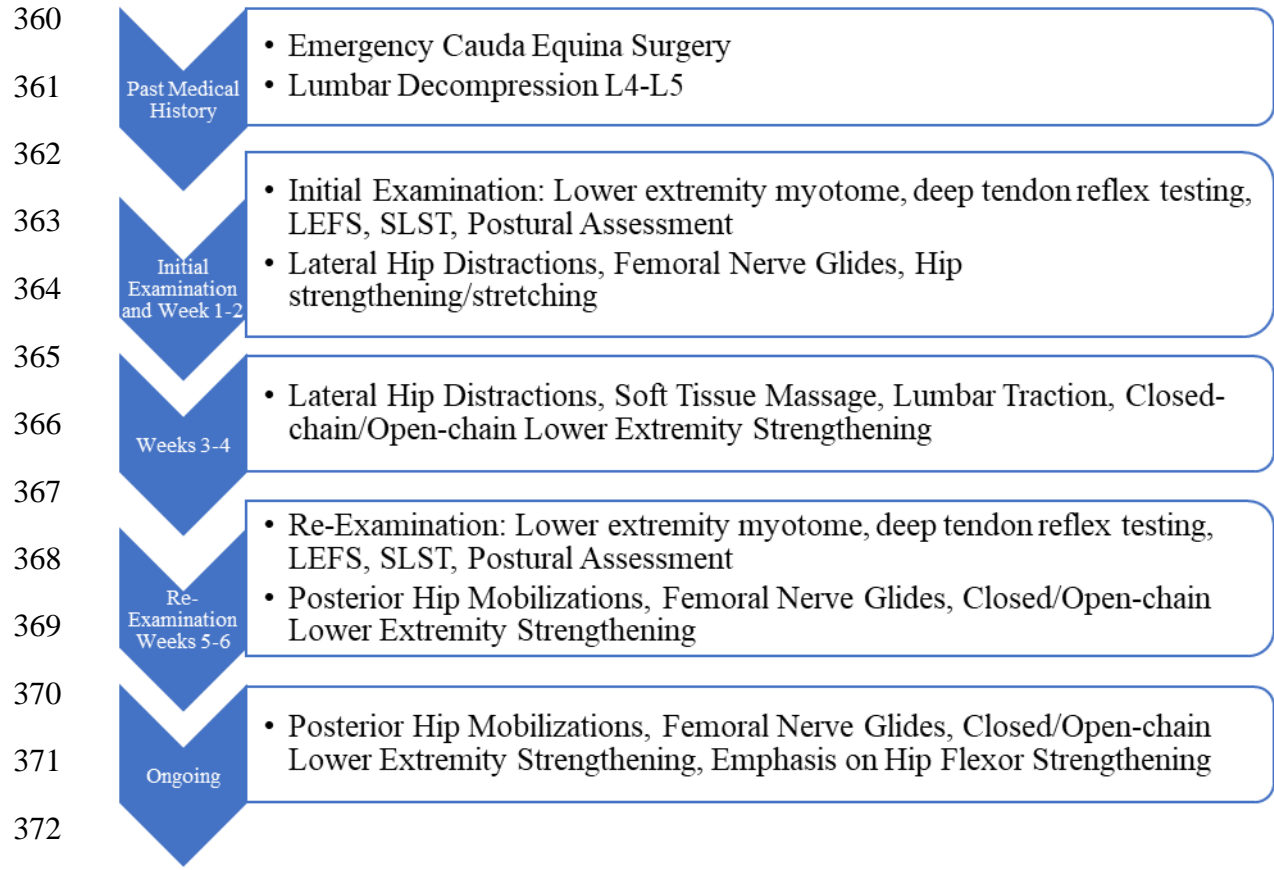 360
361
362
363
364
365
366
367
368
369
370
371
372
Past Medical
History
• Emergency Cauda Equina Surgery
• Lumbar Decompression L4-L5
Initial
Examination
and Week 1-2
• Initial Examination: Lower extremity myotome, deep tendon reflex testing,
LEFS, SLST, Postural Assessment
• Lateral Hip Distractions, Femoral Nerve Glides, Hip
strengthening/stretching
Weeks 3-4
• Lateral Hip Distractions, Soft Tissue Massage, Lumbar Traction, Closed-
chain/Open-chain Lower Extremity Strengthening
Re-
Examination
Weeks 5-6
• Re-Examination: Lower extremity myotome, deep tendon reflex testing,
LEFS, SLST, Postural Assessment
• Posterior Hip Mobilizations, Femoral Nerve Glides, Closed/Open-chain
Lower Extremity Strengthening
Ongoing
• Posterior Hip Mobilizations, Femoral Nerve Glides, Closed/Open-chain
Lower Extremity Strengthening, Emphasis on Hip Flexor Strengthening